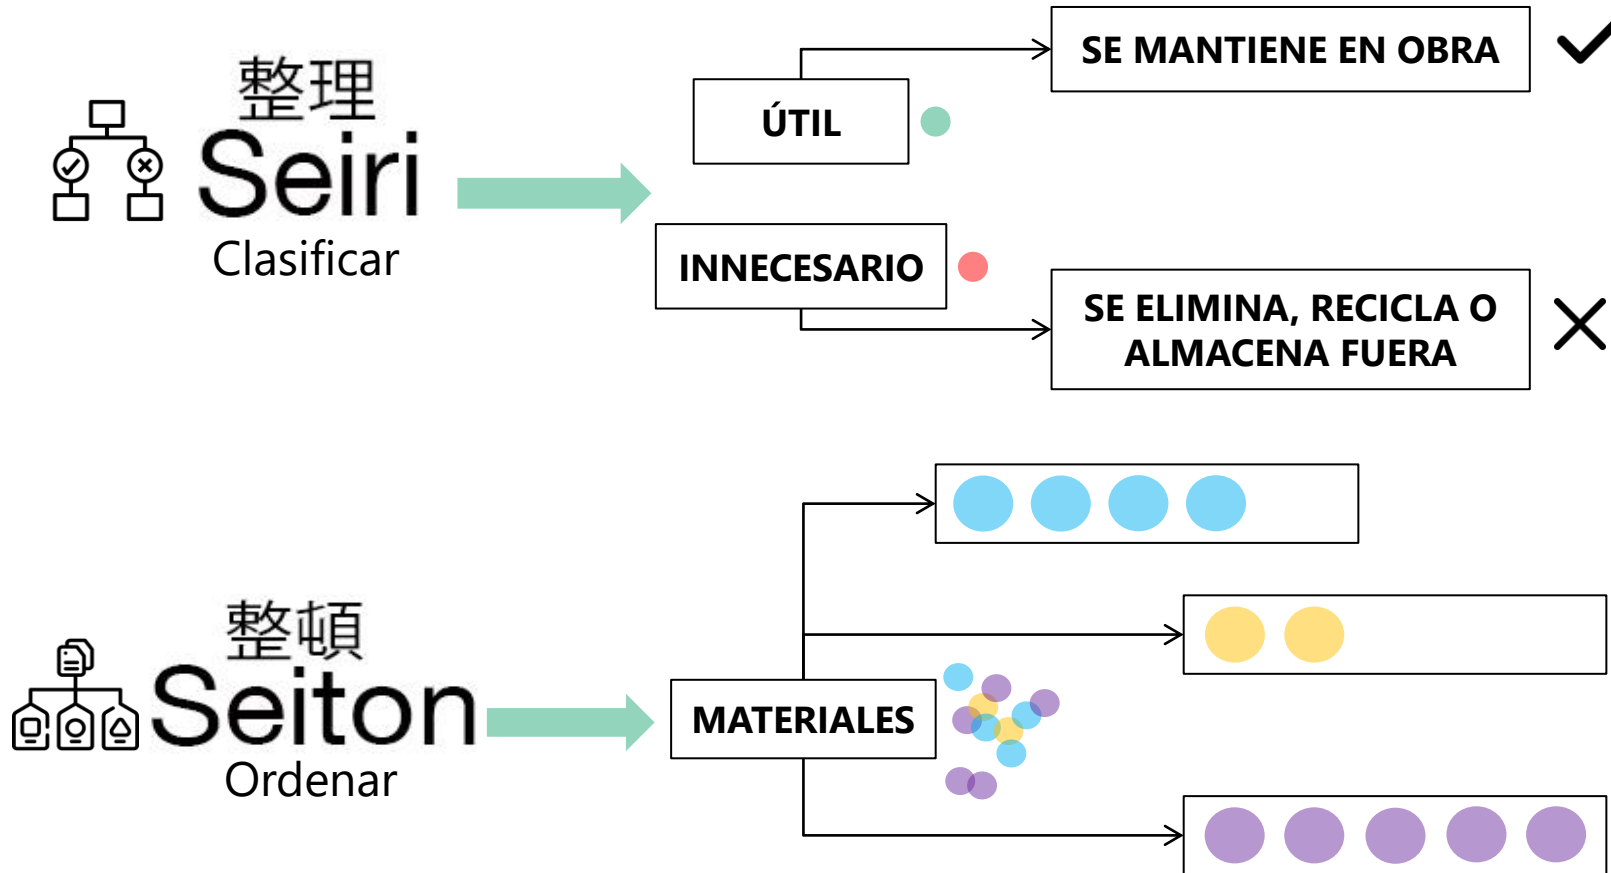 整理
Seiri
Clasificar
ÚTIL
SE MANTIENE EN OBRA
INNECESARIO
SE ELIMINA, RECICLA O
ALMACENA FUERA
整頓
Seiton
Ordenar
MATERIALES